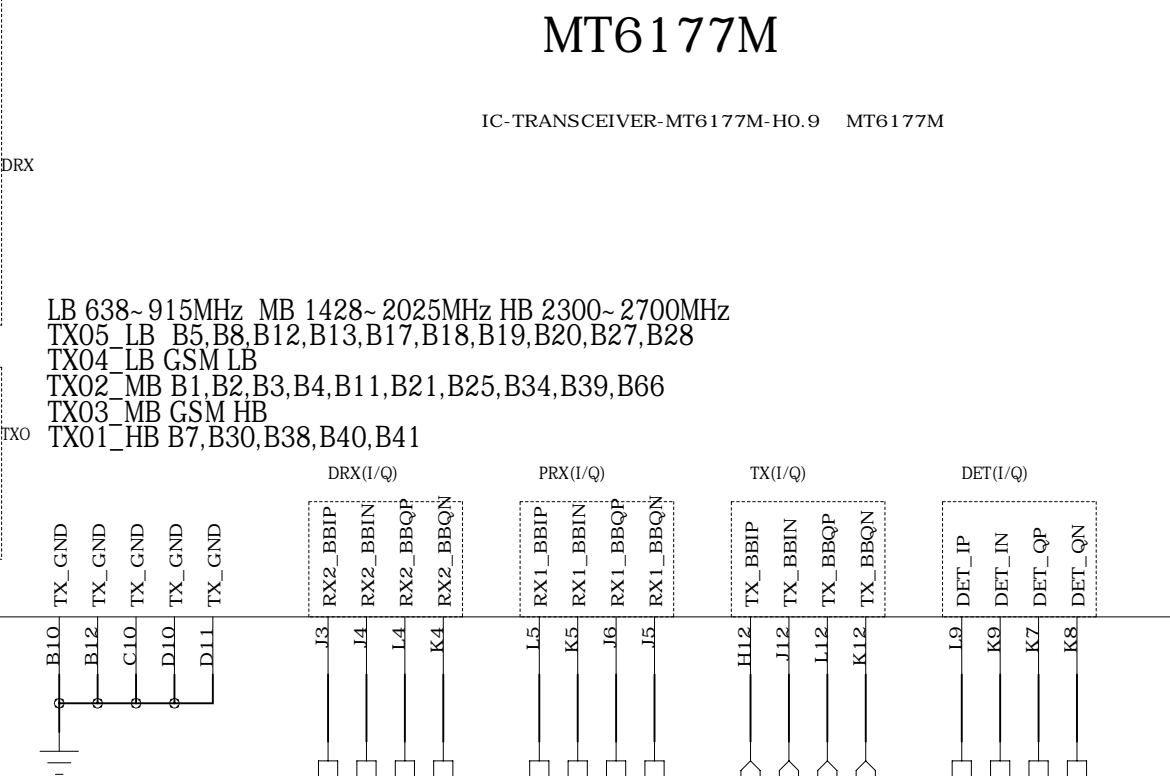 MT6177M
IC-TRANSCEIVER-MT6177M-H0.9 MT6177M
DRX
LB 638~915MHz MB 1428~2025MHz HB 2300~2700MHz
TX05_LB B5,B8,B12,B13,B17,B18,B19,B20,B27,B28
TX04_LB GSM LB
TX02_MB B1,B2,B3,B4,B11,B21,B25,B34,B39,B66
TX03_MB GSM HB
TXO
TX01_HB B7,B30,B38,B40,B41
DRX(I/Q)
PRX(I/Q)
TX(I/Q)
DET(I/Q)
TX_GND
TX_GND
TX_GND
TX_GND
TX_GND
RX2_BBIP
RX2_BBIN
RX2_BBQP
RX2_BBQN
RX1_BBIP
RX1_BBIN
RX1_BBQP
RX1_BBQN
TX_BBIP
TX_BBIN
TX_BBQP
TX_BBQN
DET_IP
DET_IN
DET_QP
DET_QN
B10
B12
C10
D10
D11
J3
J4
L4
K4
L5
K5
J6
J5
H12
J12
L12
K12
L9
K9
K7
K8